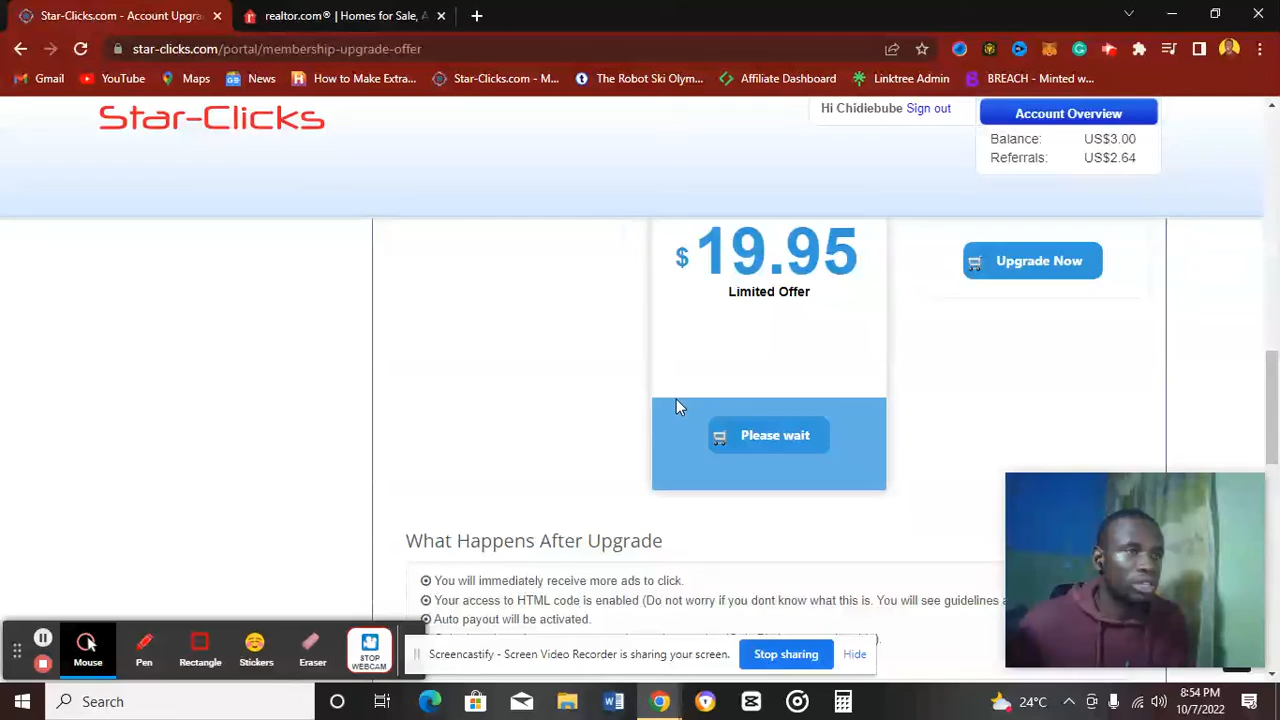 Star-Clicks.com - Account Upgra
realtor.com® | Homes for Sale, A
star-clicks.com/portal/membership-upgrade-offer
Gmail
YouTube
Maps
News
How to Make Extra...
Star-Clicks.com - M...
The Robot Ski Olym...
Affiliate Dashboard
Linktree Admin
BREACH - Minted w...
Star-Clicks
Hi Chidiebube Sign out
Account Overview
Balance: US$3.00
Referrals: US$2.64
$ 19.95
Limited Offer
Upgrade Now
Please wait
What Happens After Upgrade
You will immediately receive more ads to click.
Your access to HTML code is enabled (Do not worry if you dont know what this is. You will see guidelines a
Auto payout will be activated.
Mouse
Pen
Rectangle
Stickers
Eraser
STOP
WEBCAM
Screencastify - Screen Video Recorder is sharing your screen.
Stop sharing
Hide
Search
24°C
8:54 PM
10/7/2022